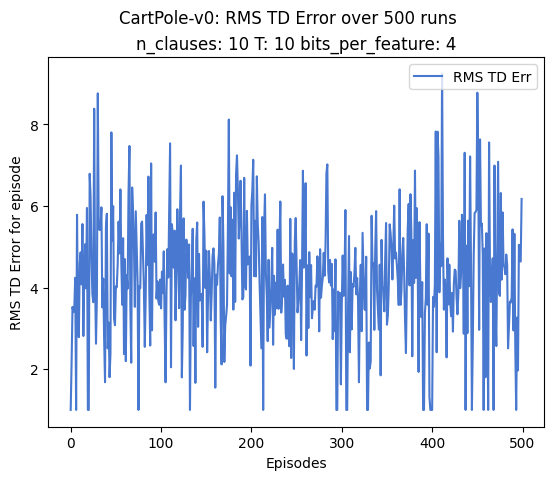 CartPole-v0: RMS TD Error over 500 runs
n_clauses: 10 T: 10 bits_per_feature: 4
RMS TD Err
8
6
4
2
RMS TD Error for episode
0 100 200 300 400 500
Episodes